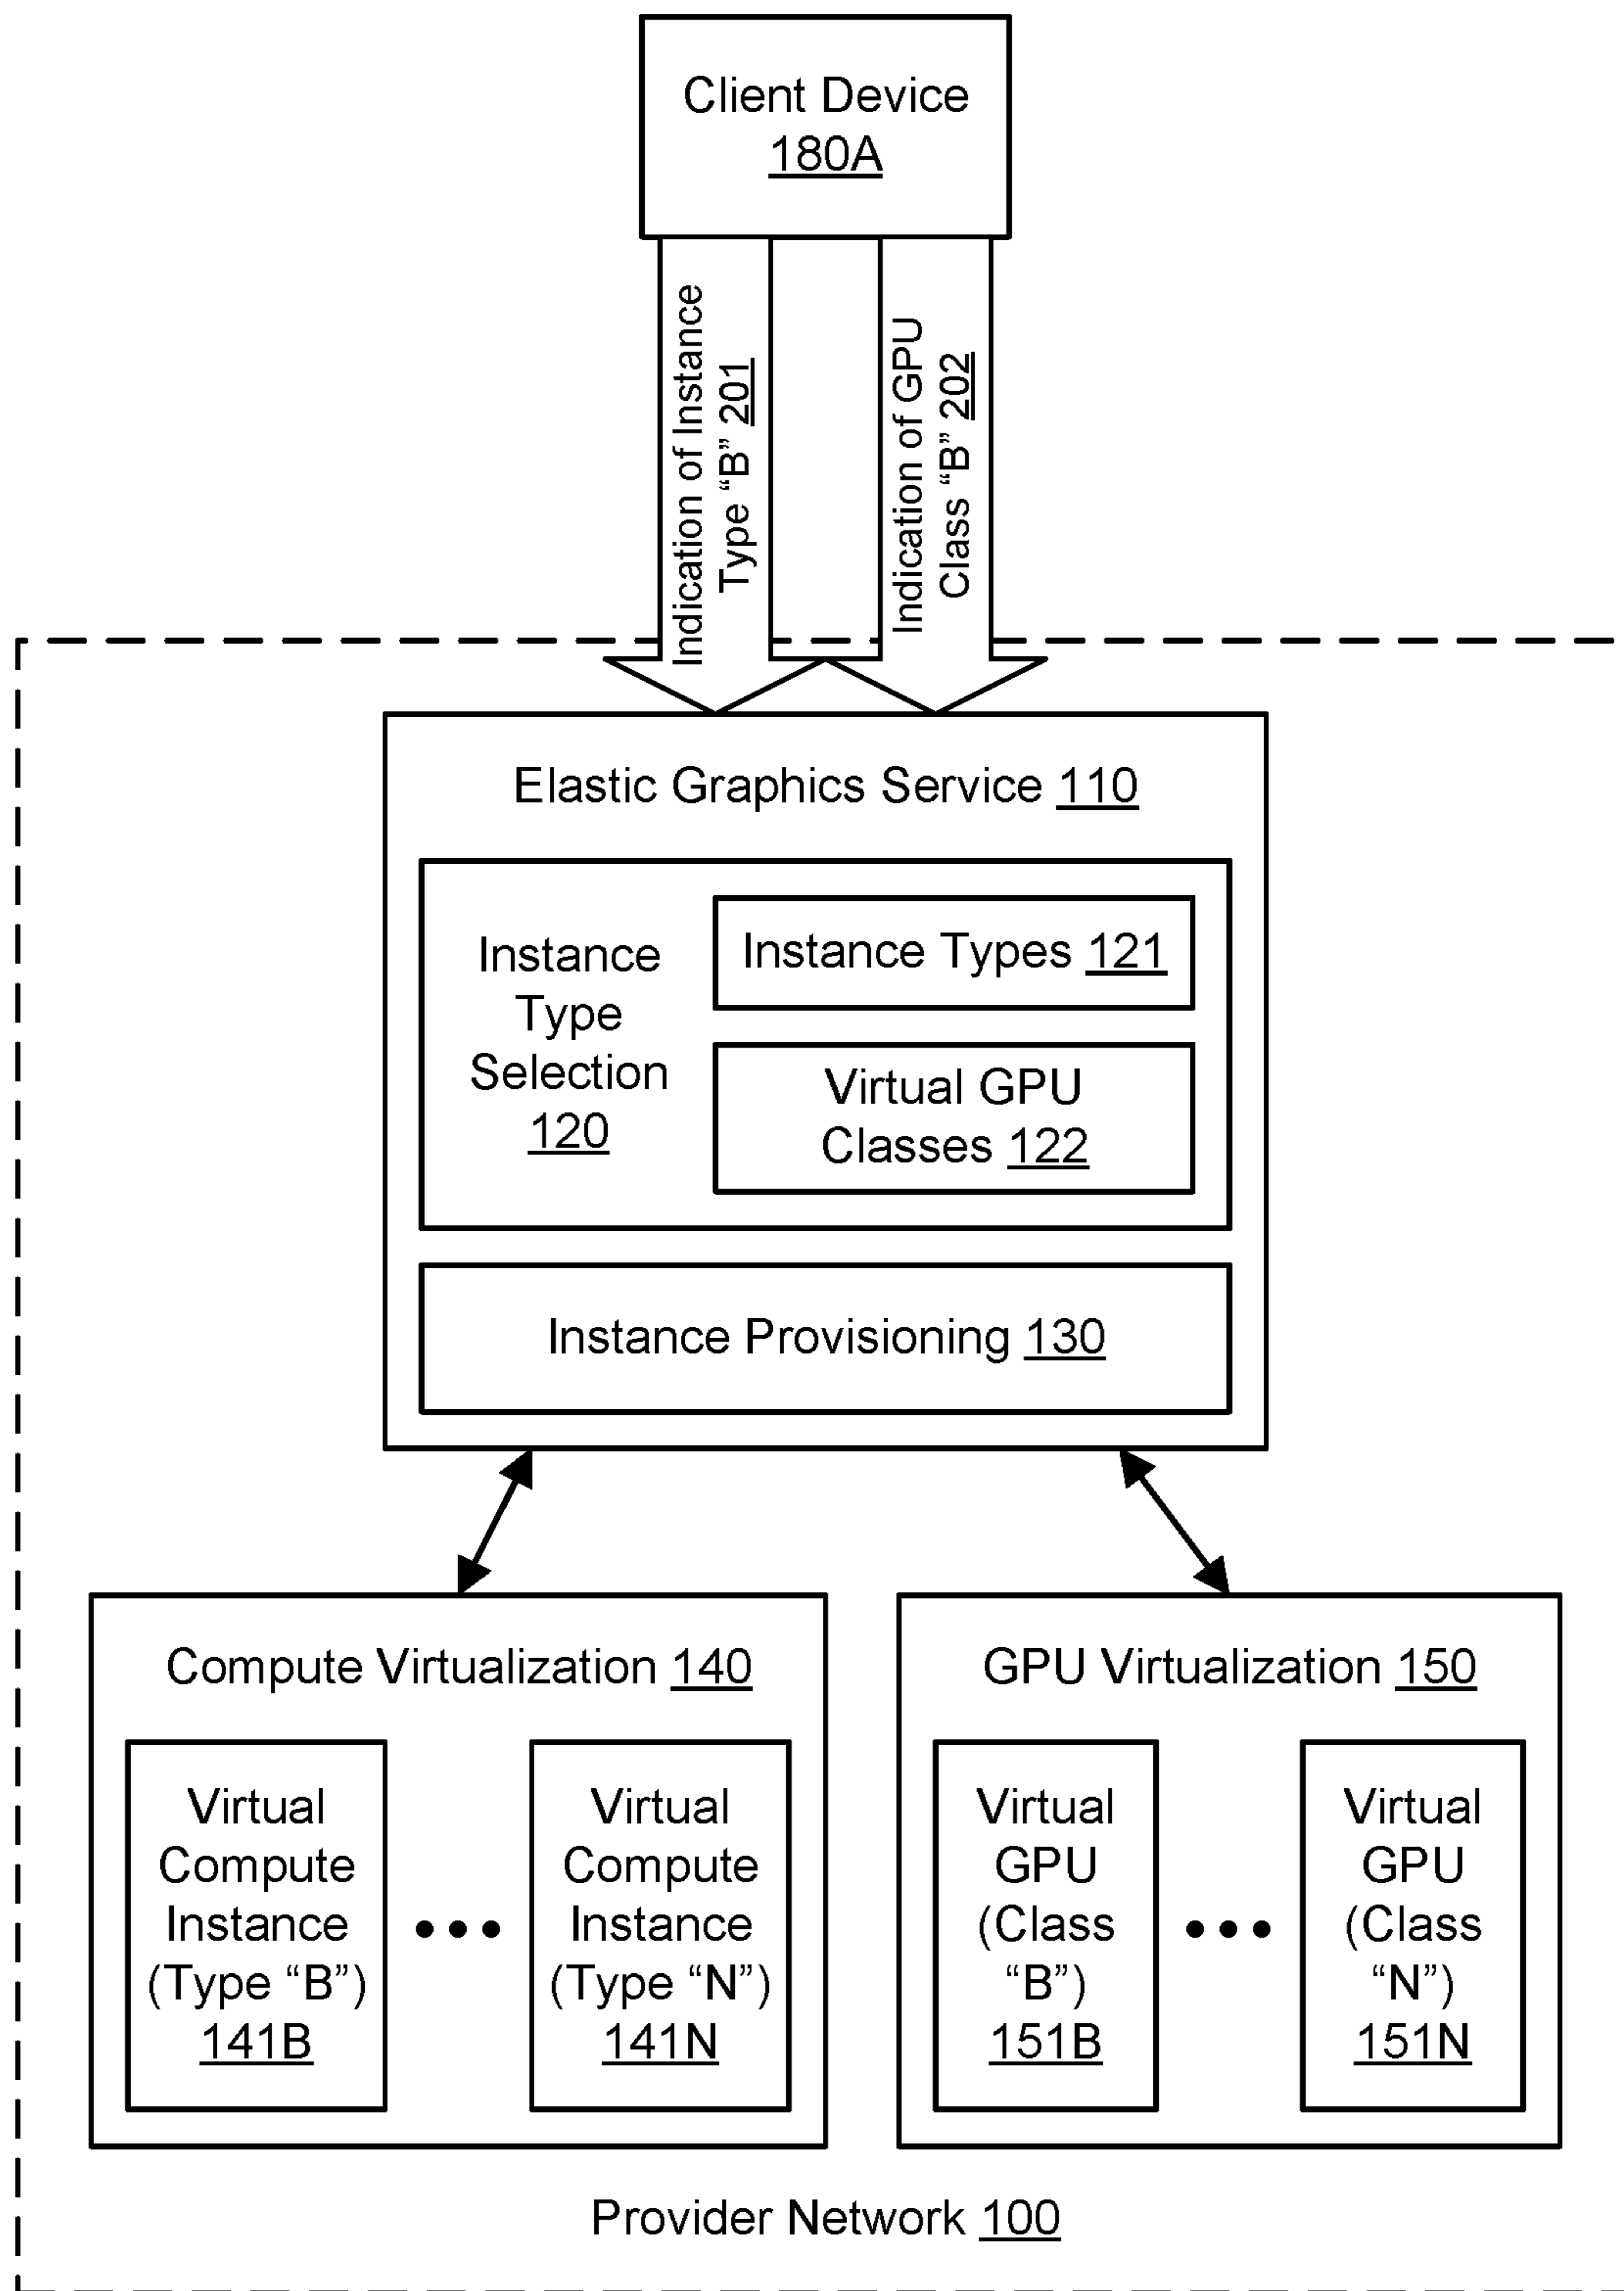 Client Device
180A
Indication of Instance
Type “B” 201
Indication of GPU
Class “B” 202
Elastic Graphics Service 110
Instance
Type
Selection
120
Instance Types 121
Virtual GPU
Classes 122
Instance Provisioning 130
Compute Virtualization 140
Virtual
Compute
Instance
(Type “B”)
141B
Virtual
Compute
Instance
(Type “N”)
141N
GPU Virtualization 150
Virtual
GPU
(Class
“B”)
151B
Virtual
GPU
(Class
“N”)
151N
Provider Network 100